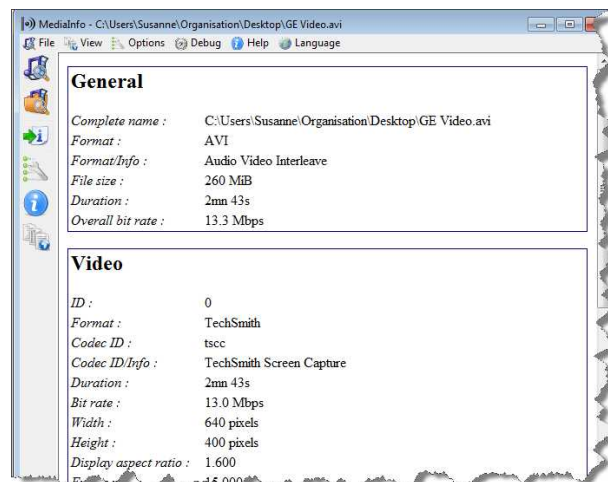 MediaInfo - C:\Users\Susanne\Organisation\Desktop\GE Video.avi
File View Options Debug Help Language
General
Complete name : C:\Users\Susanne\Organisation\Desktop\GE Video.avi
Format : AVI
Format/Info : Audio Video Interleave
File size : 260 MiB
Duration : 2mn 43s
Overall bit rate : 13.3 Mbps
Video
ID : 0
Format : TechSmith
Codec ID : tscc
Codec ID/Info : TechSmith Screen Capture
Duration : 2mn 43s
Bit rate : 13.0 Mbps
Width : 640 pixels
Height : 400 pixels
Display aspect ratio : 1.600